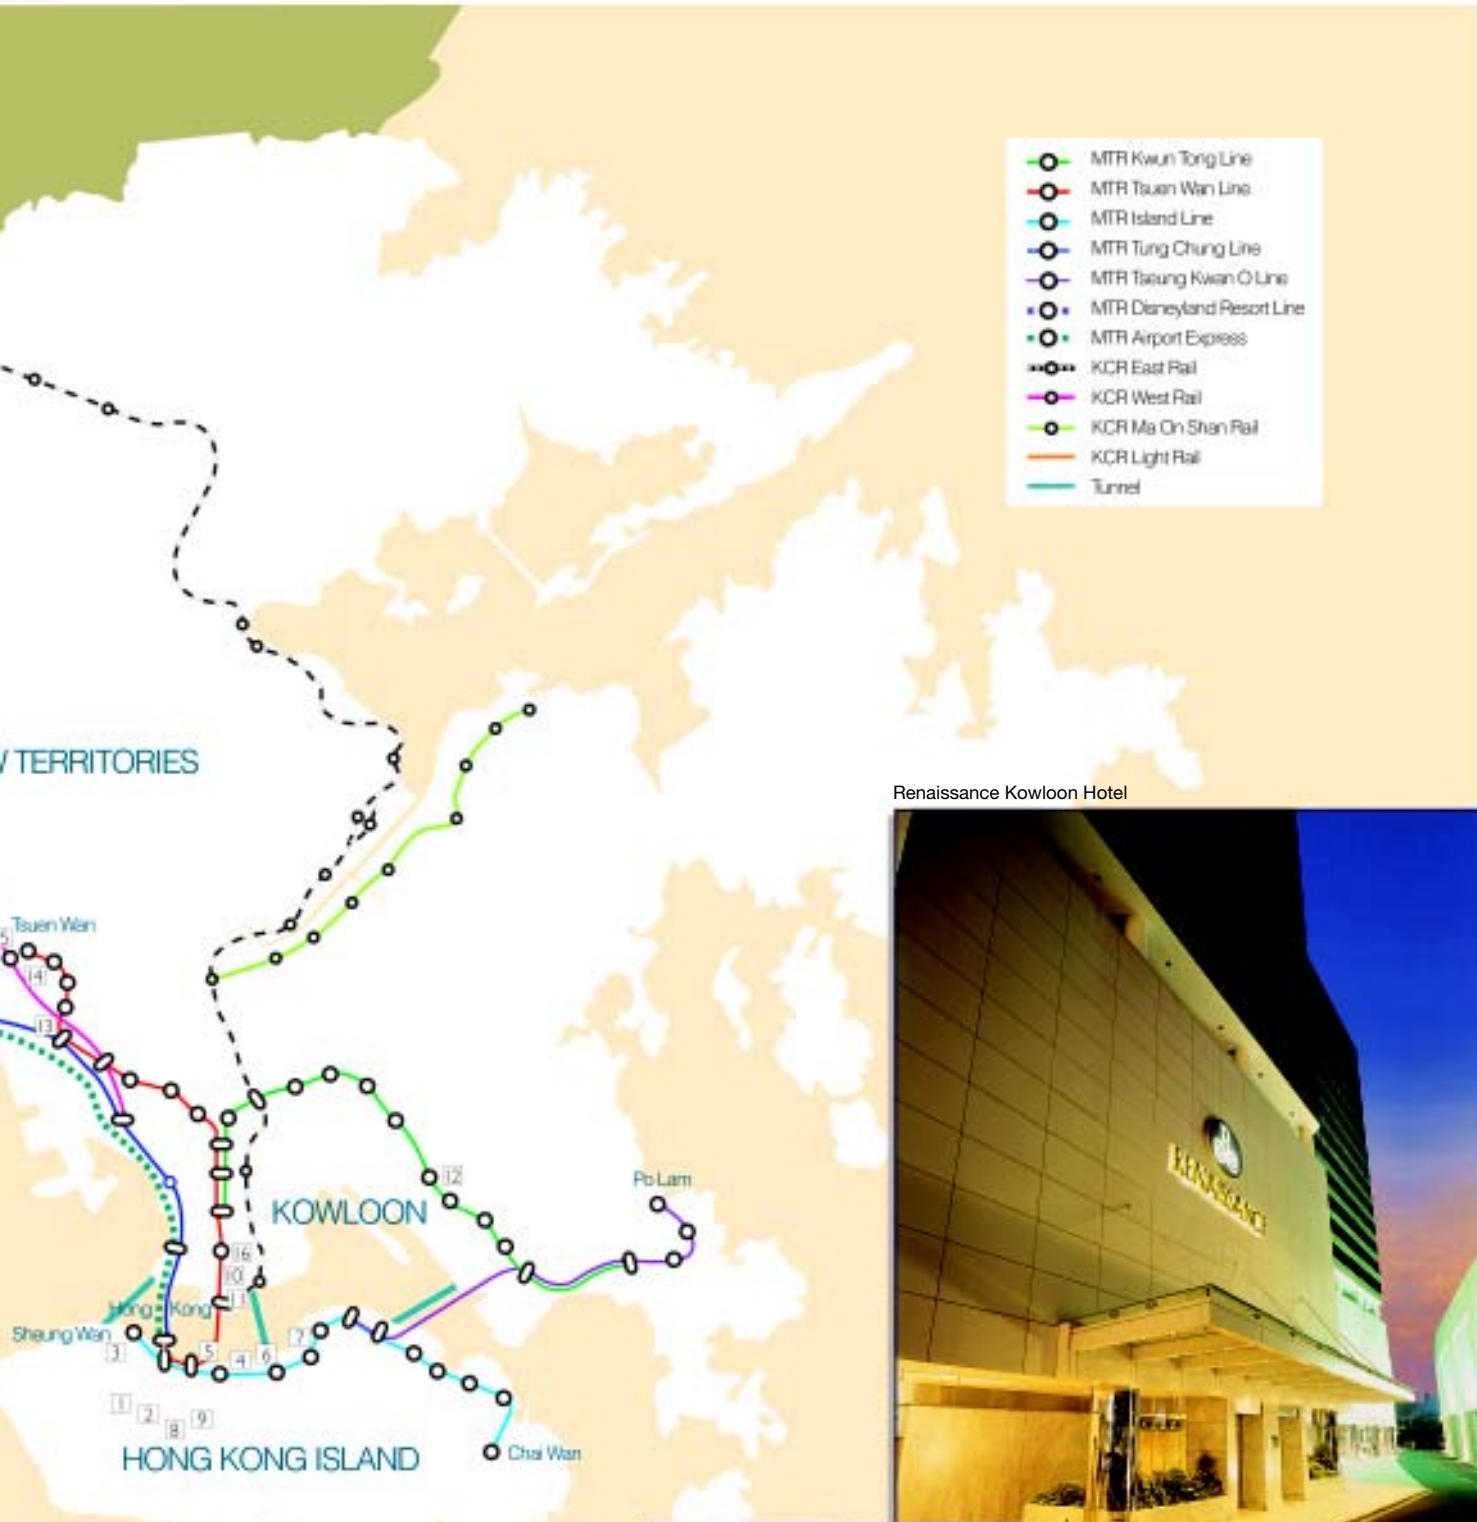 MTR Kwun Tong Line
MTR Tsuen Wan Line
MTR Island Line
MTR Tung Chung Line
MTR Tseung Kwan O Line
MTR Disneyland Resort Line
MTR Airport Express
KCR East Rail
KCR West Rail
KCR Ma On Shan Rail
KCR Light Rail
Tunnel
TERRITORIES
Renaissance Kowloon Hotel
Tsuen Wan
5
14
13
RENAISSANCE
12
Po Lam
KOWLOON
16
10
11
Hong Kong
Sheung Wan
7
3
5
4
6
1
2
9
8
HONG KONG ISLAND
Chai Wan